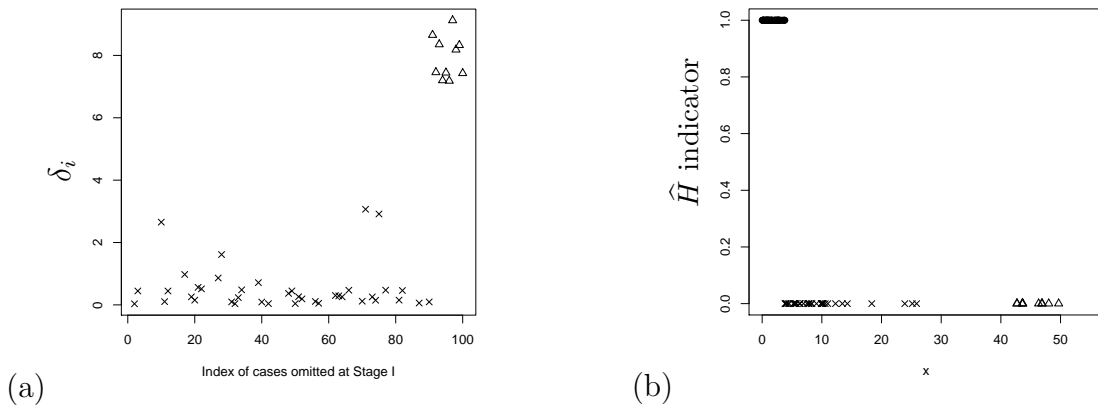 8
6
4
2
0
δᵢ
0 20 40 60 80 100
Index of cases omitted at Stage I
(a)
1.0
0.8
0.6
0.4
0.2
0.0
Ĥ indicator
0 10 20 30 40 50
x
(b)